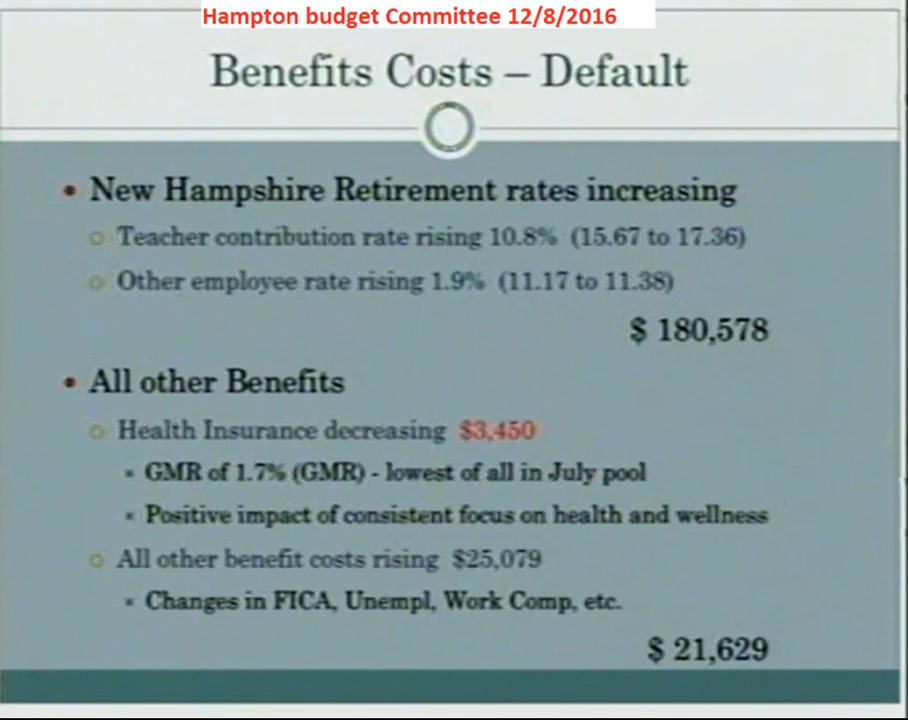 Hampton budget Committee 12/8/2016
Benefits Costs – Default
• New Hampshire Retirement rates increasing
○ Teacher contribution rate rising 10.8% (15.67 to 17.36)
○ Other employee rate rising 1.9% (11.17 to 11.38)
$ 180,578
• All other Benefits
○ Health Insurance decreasing $3,450
× GMR of 1.7% (GMR) - lowest of all in July pool
× Positive impact of consistent focus on health and wellness
○ All other benefit costs rising $25,079
× Changes in FICA, Unempl, Work Comp, etc.
$ 21,629